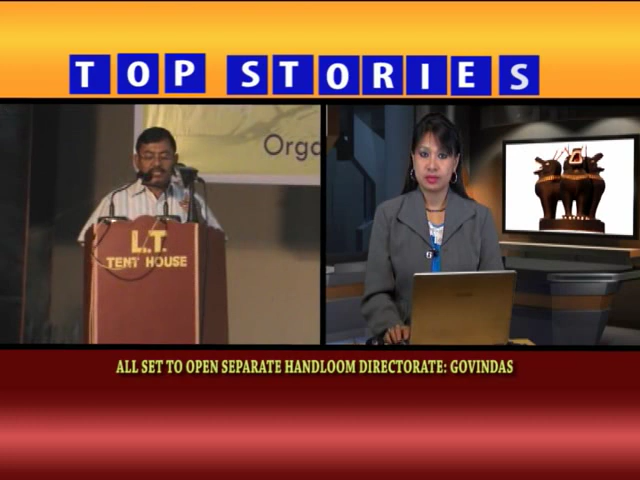 TOP STORIES
Orga
L.T.
TENT HOUSE
ALL SET TO OPEN SEPARATE HANDLOOM DIRECTORATE: GOVINDAS